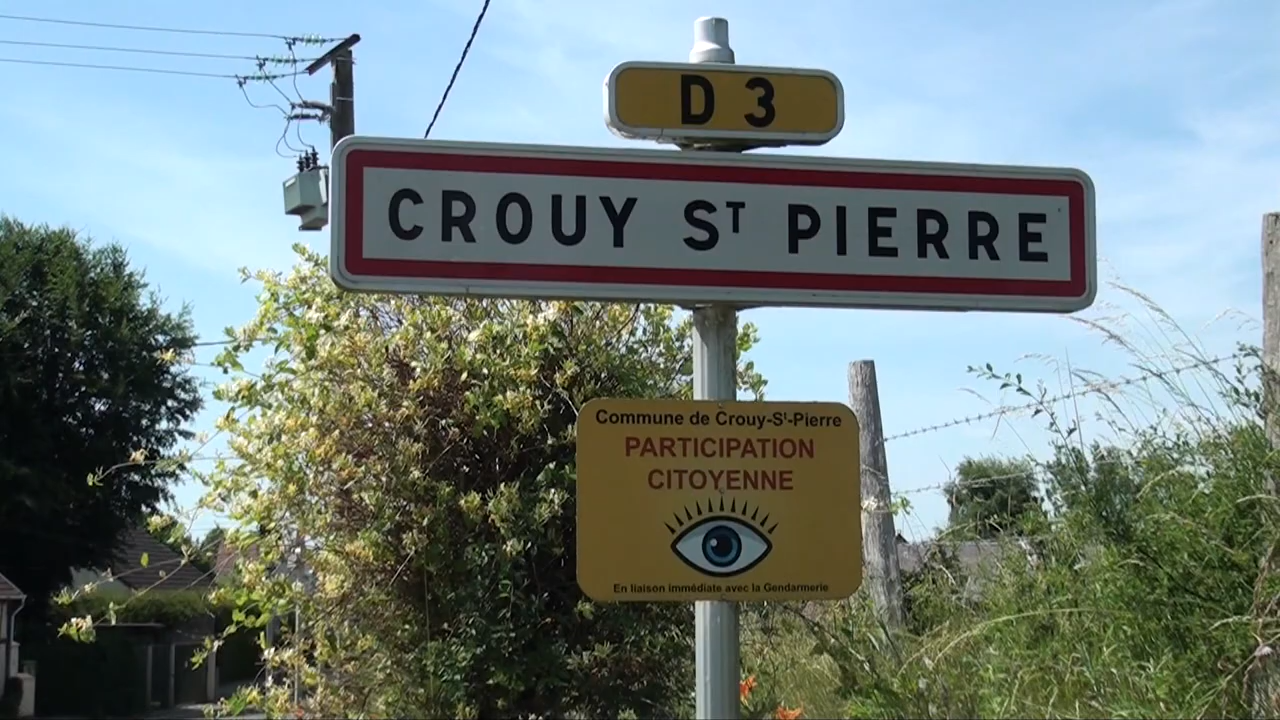 D 3
CROUY ST PIERRE
Commune de Crouy-St-Pierre
PARTICIPATION
CITOYENNE
En liaison immédiate avec la Gendarmerie